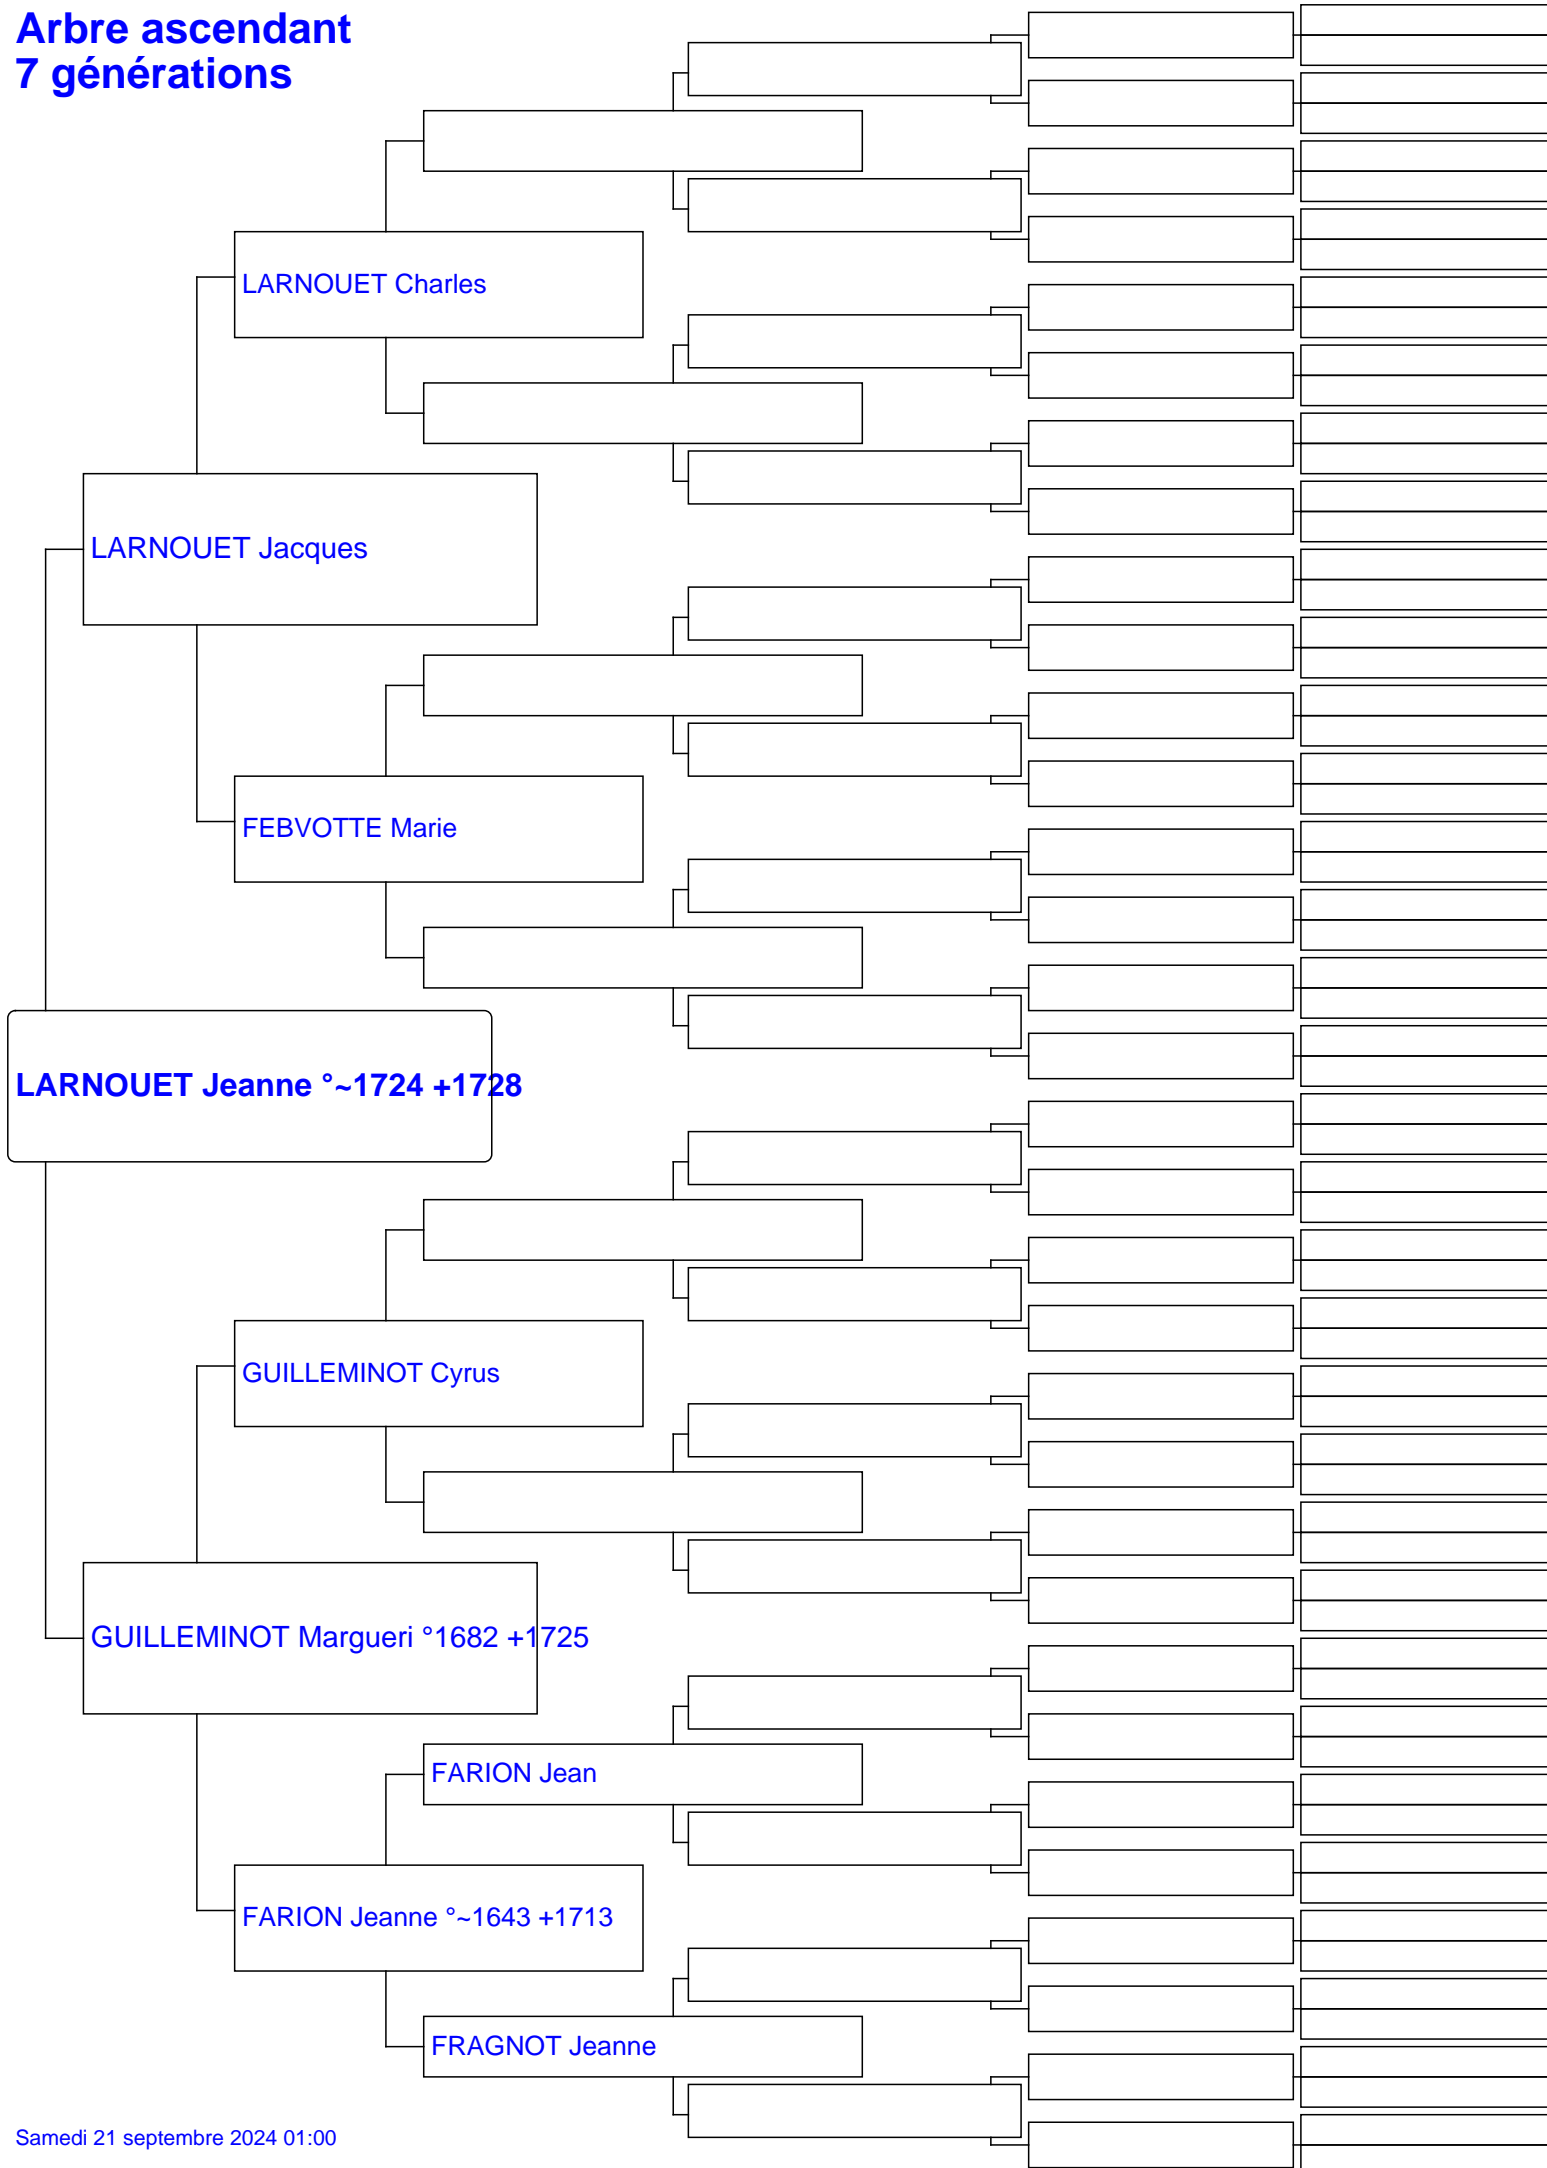 Arbre ascendant
7 générations
LARNOUET Charles
LARNOUET Jacques
FEBVOTTE Marie
LARNOUET Jeanne °~1724 +1728
GUILLEMINOT Cyrus
GUILLEMINOT Margueri °1682 +1725
FARION Jean
FARION Jeanne °~1643 +1713
FRAGNOT Jeanne
Samedi 21 septembre 2024 01:00